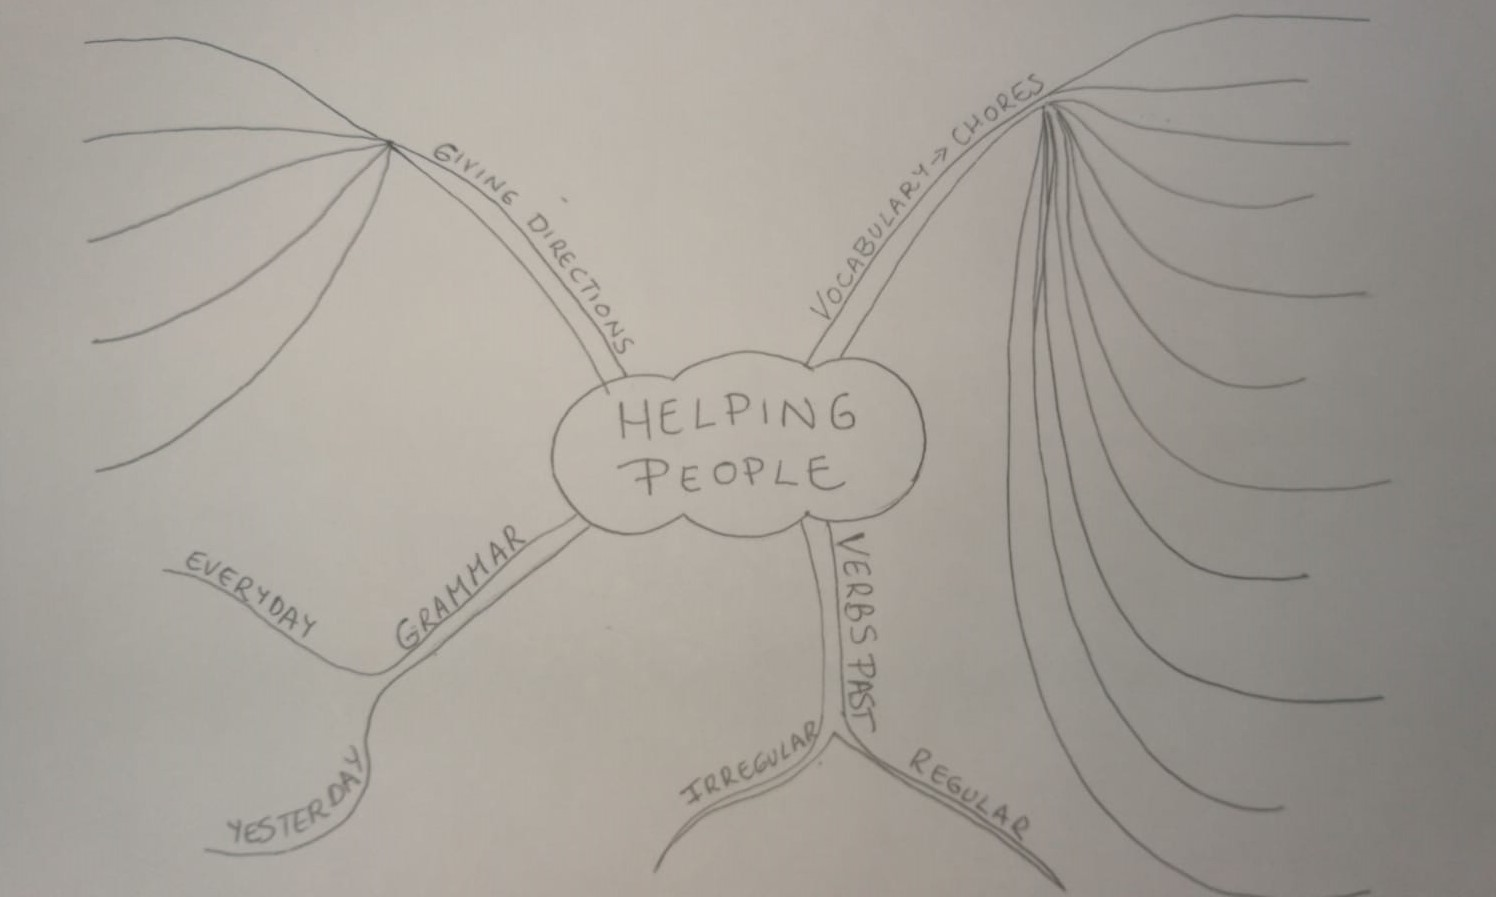 GIVING DIRECTIONS
VOCABULARY → CHORES
HELPING
PEOPLE
GRAMMAR
EVERYDAY
YESTERDAY
VERBS PAST
IRREGULAR
REGULAR